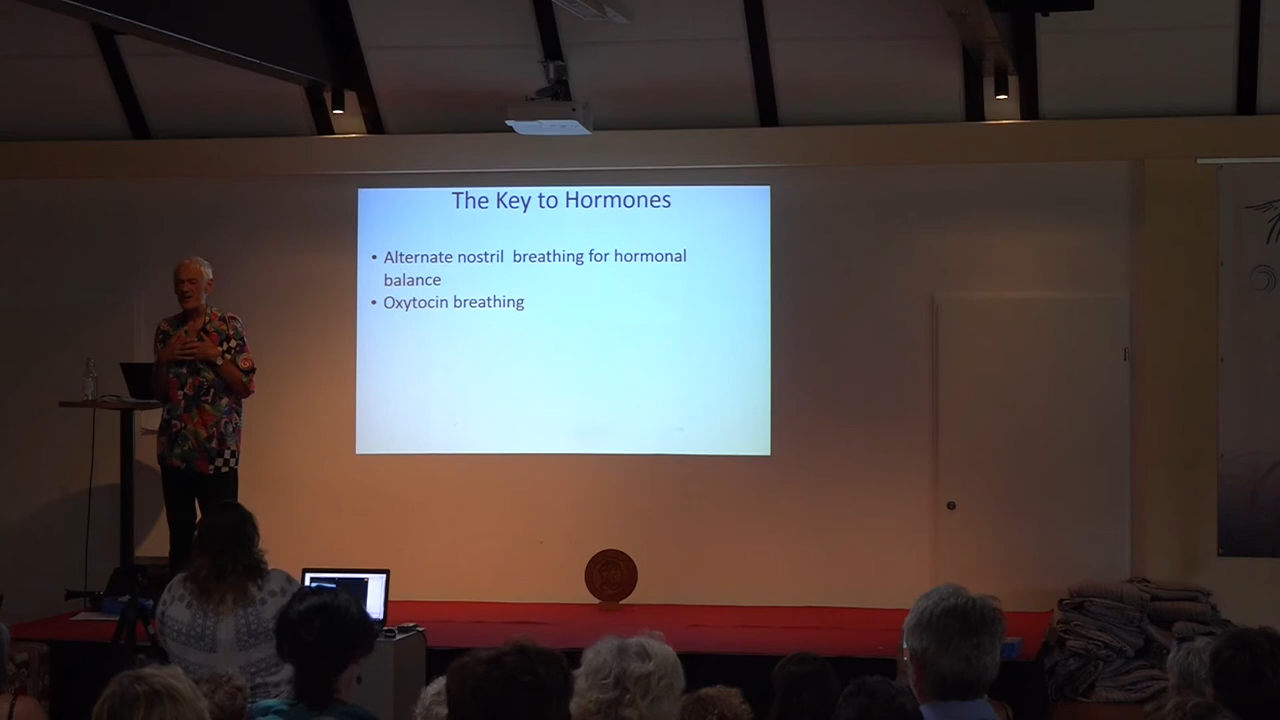 The Key to Hormones
• Alternate nostril breathing for hormonal
balance
• Oxytocin breathing